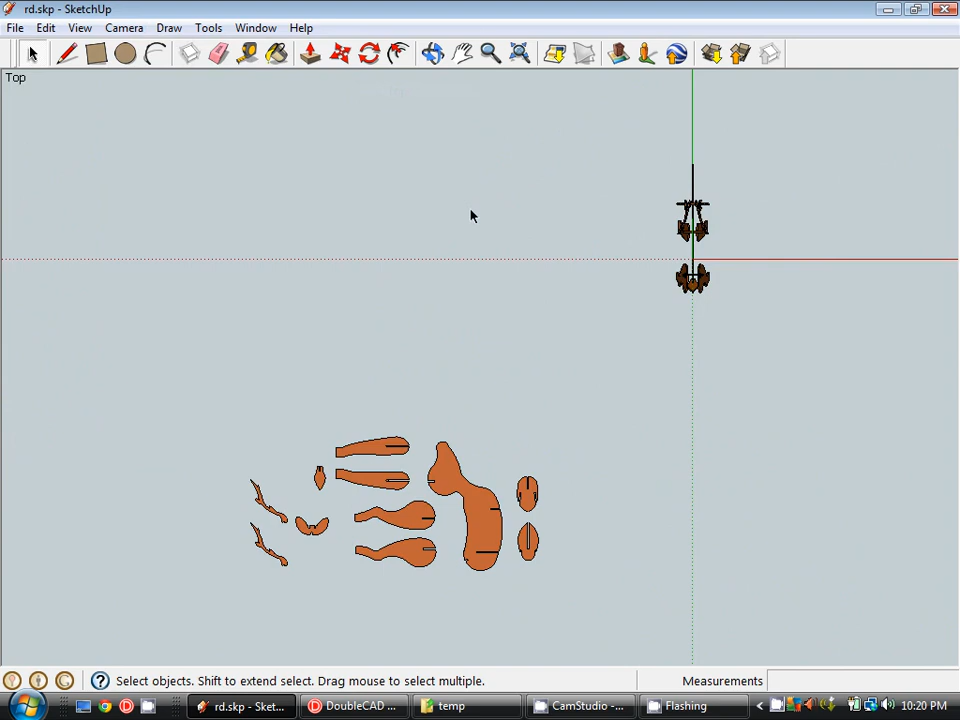 rd.skp - SketchUp
File Edit View Camera Draw Tools Window Help
Top
Select objects. Shift to extend select. Drag mouse to select multiple.
Measurements
rd.skp - Sket...
DoubleCAD ...
temp
CamStudio -...
Flashing
10:20 PM